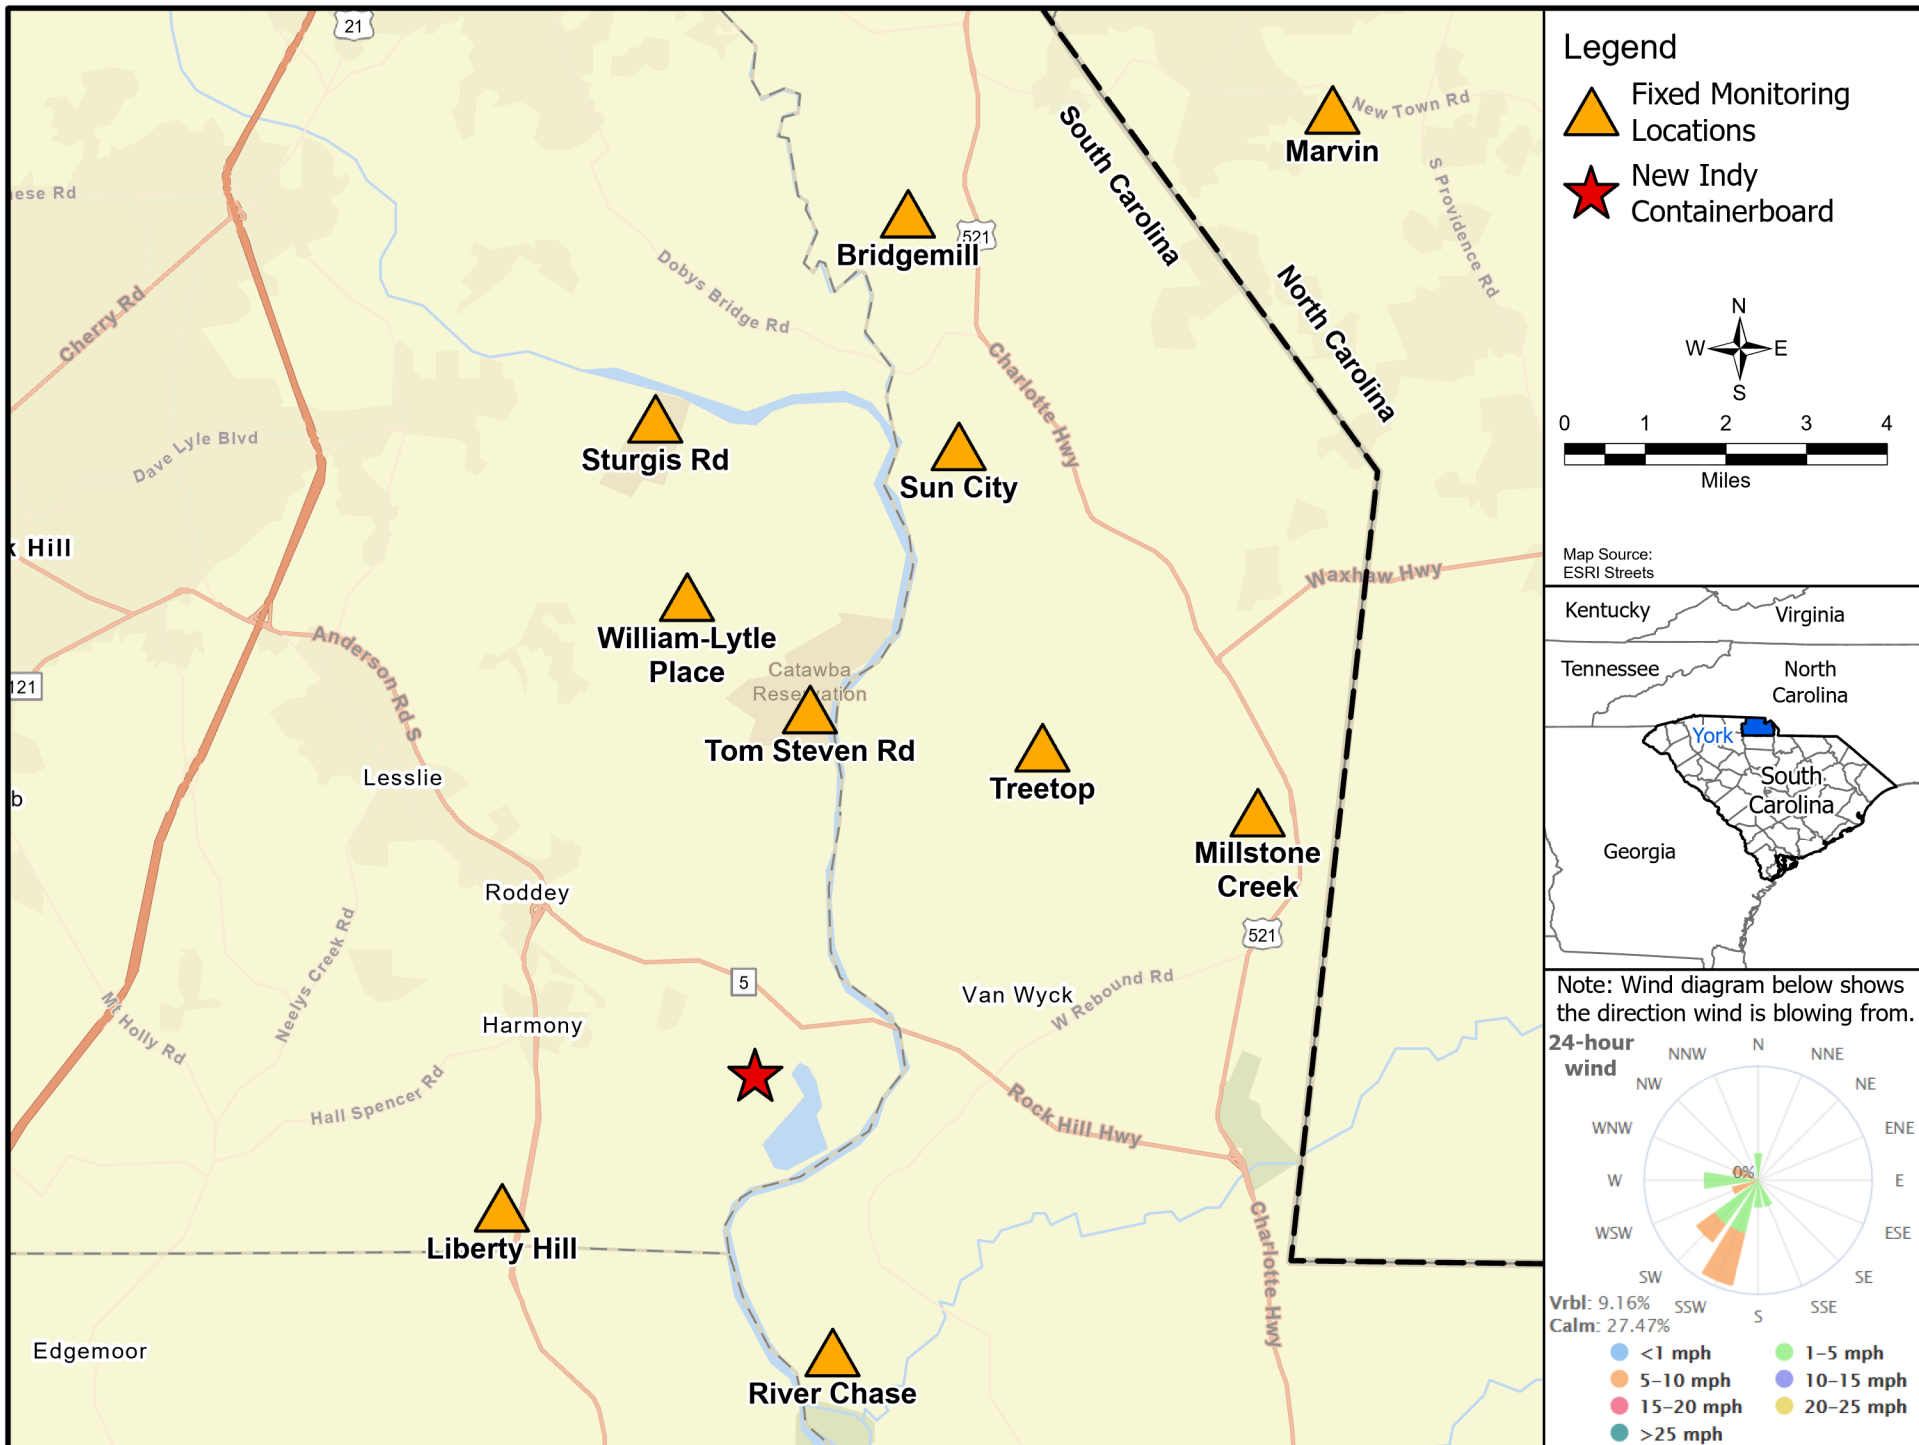 21
New Town Rd
Marvin
South Carolina
S Providence Rd
Bridgemill
521
Dobys Bridge Rd
North Carolina
Cherry Rd
Charlotte Hwy
Dave Lyle Blvd
Sturgis Rd
Sun City
k Hill
Waxhaw Hwy
William-Lytle
Place
Anderson Rd S
Catawba
Reservation
121
Tom Steven Rd
Lesslie
Treetop
b
Millstone
Creek
Roddey
521
Neelys Creek Rd
5
Van Wyck
W Rebound Rd
Mt Holly Rd
Harmony
Hall Spencer Rd
Rock Hill Hwy
Liberty Hill
Charlotte Hwy
Edgemoor
River Chase
Legend
Fixed Monitoring
Locations
New Indy
Containerboard
N
W E
S
0 1 2 3 4
Miles
Map Source:
ESRI Streets
Kentucky
Virginia
Tennessee
North
Carolina
York
South
Carolina
Georgia
Note: Wind diagram below shows
the direction wind is blowing from.
24-hour
wind
N
NNW NNE
NW NE
WNW ENE
0%
W E
WSW ESE
SW SE
SSW SSE
S
Vrbl: 9.16%
Calm: 27.47%
<1 mph 1–5 mph
5–10 mph 10–15 mph
15–20 mph 20–25 mph
>25 mph